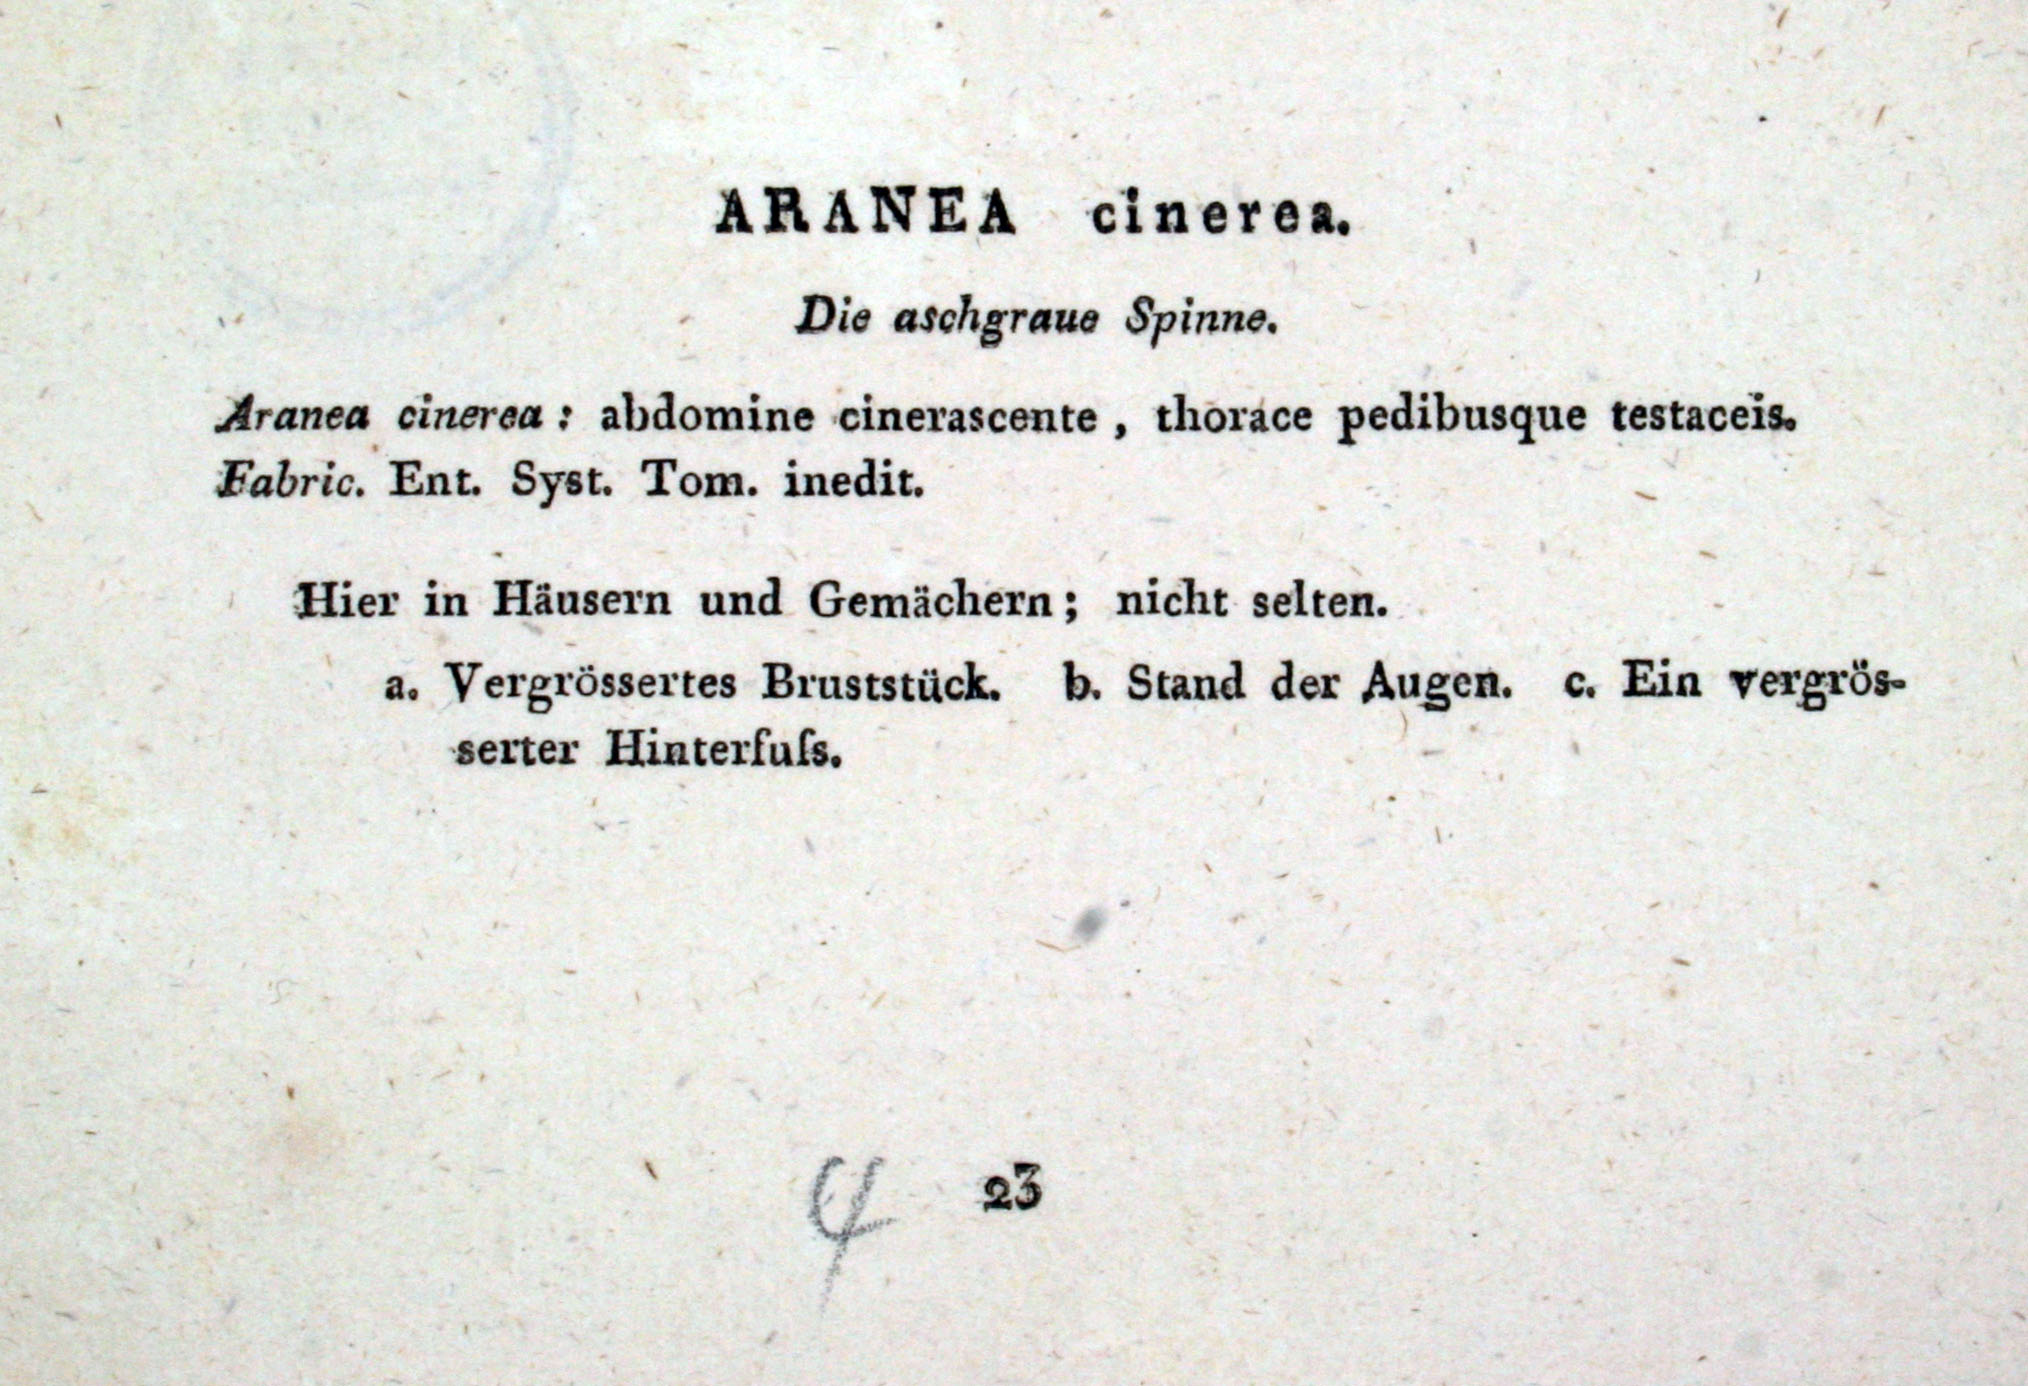 ARANEA cinerea.
Die aschgraue Spinne.
Aranea cinerea: abdomine cinerascente, thorace pedibusque testaceis.
Fabric. Ent. Syst. Tom. inedit.
Hier in Häusern und Gemächern; nicht selten.
a. Vergrössertes Bruststück. b. Stand der Augen. c. Ein vergrös-
serter Hinterfuſs.
4 23